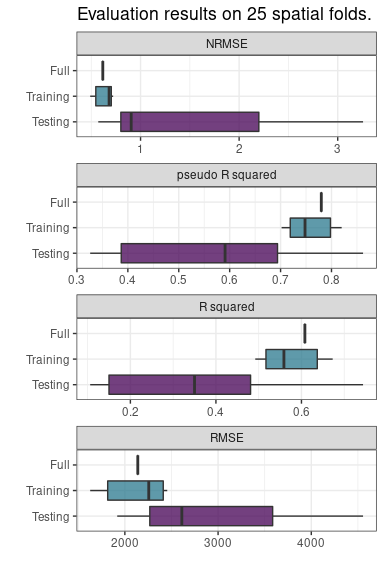 Evaluation results on 25 spatial folds.
NRMSE
Full
Training
Testing
1 2 3
pseudo R squared
Full
Training
Testing
0.3 0.4 0.5 0.6 0.7 0.8
R squared
Full
Training
Testing
0.2 0.4 0.6
RMSE
Full
Training
Testing
2000 3000 4000